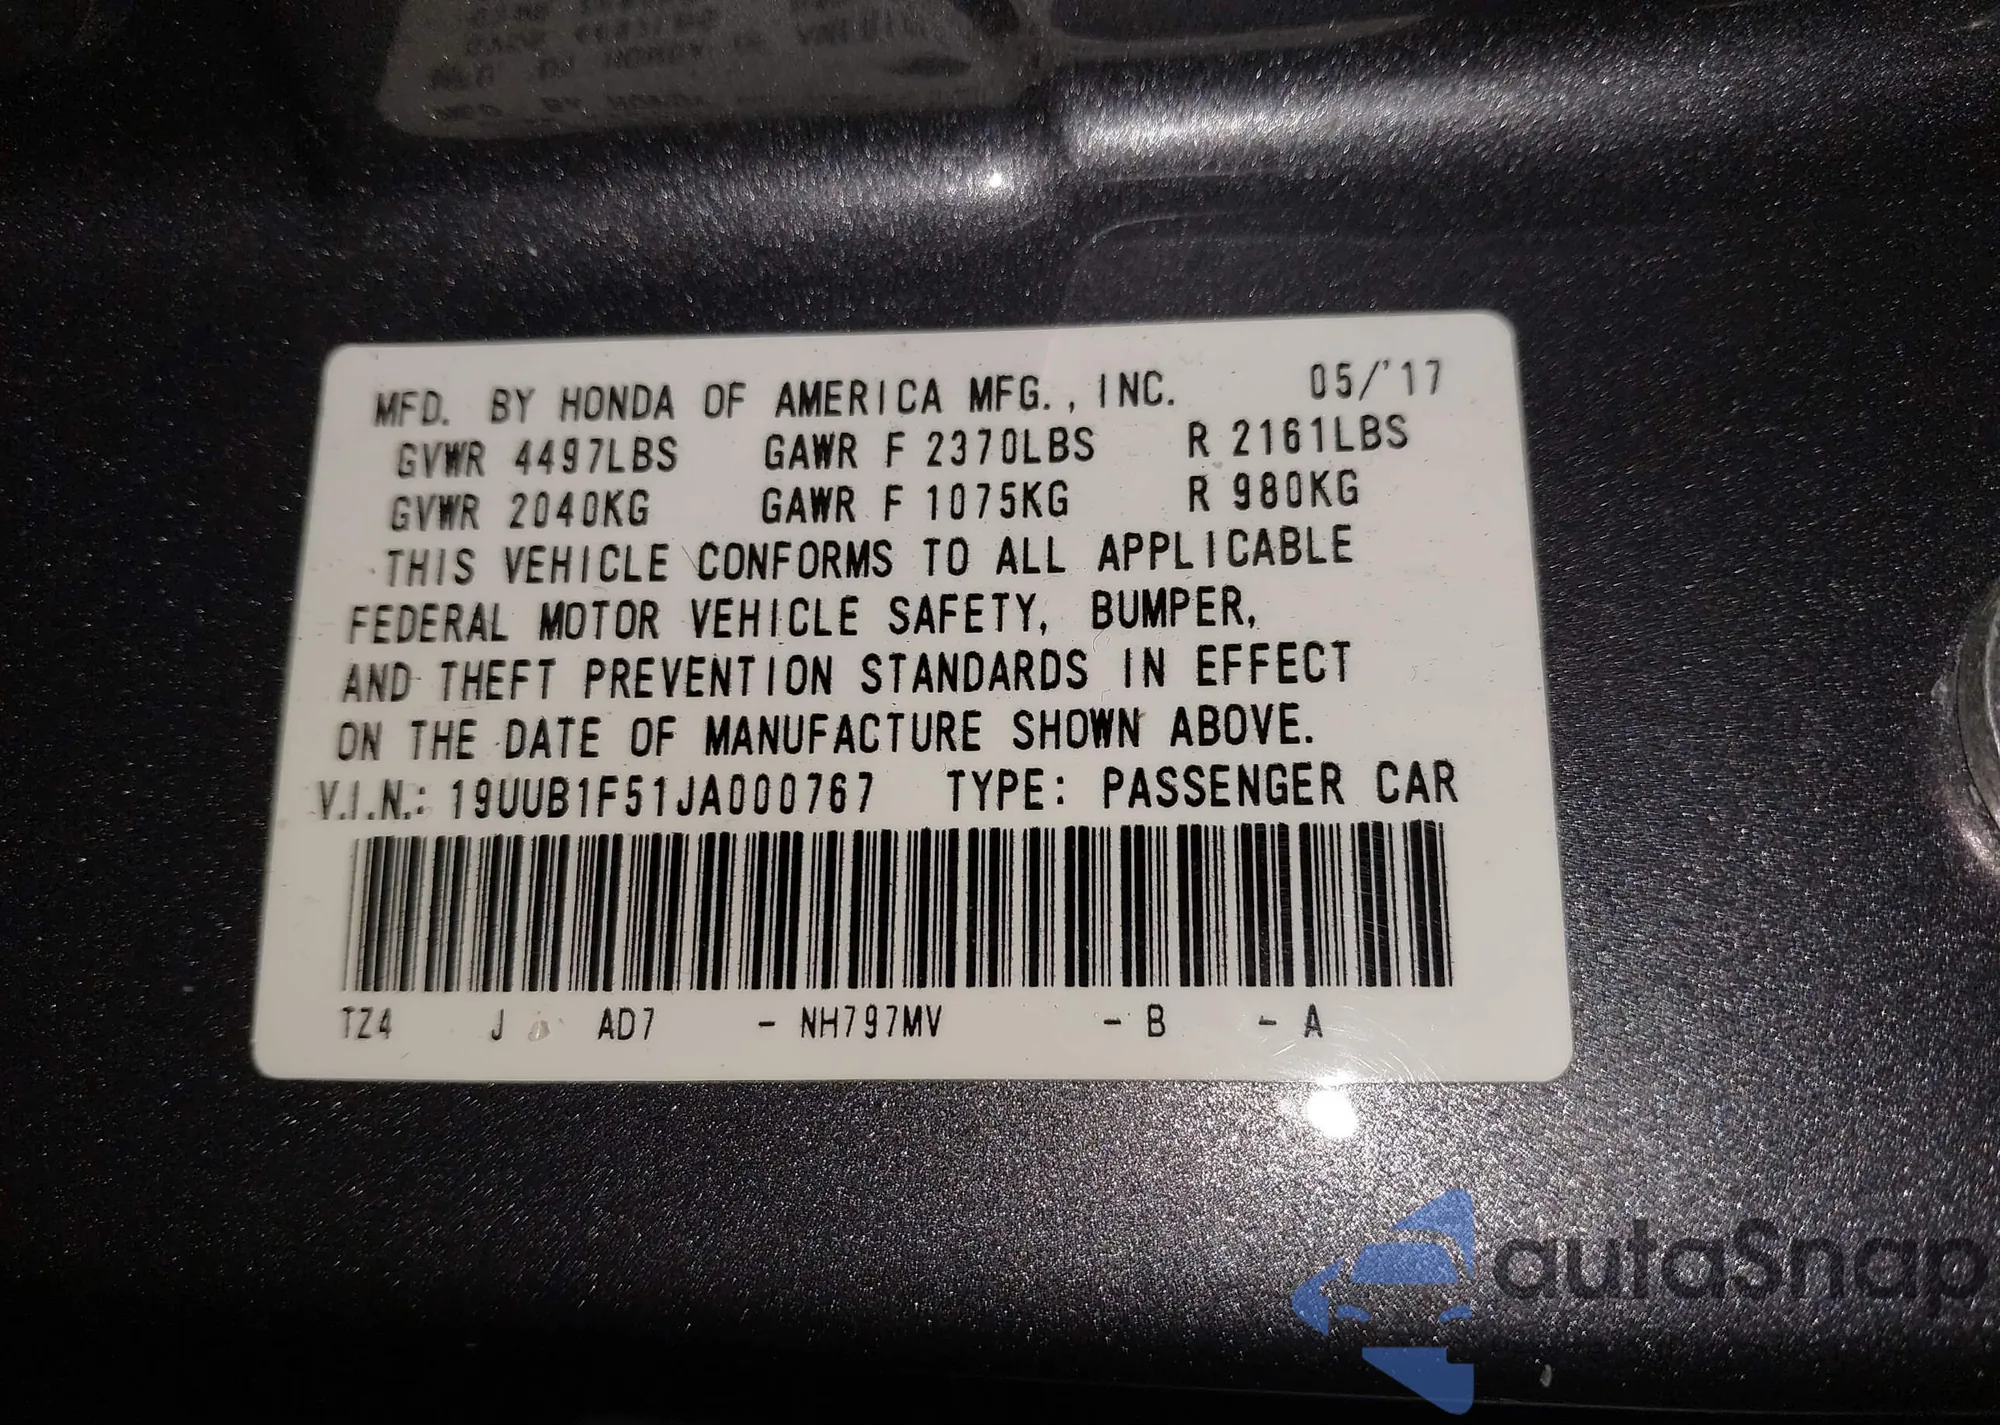 MFD. BY HONDA OF AMERICA MFG., INC. 05/'17
GVWR 4497LBS GAWR F 2370LBS R 2161LBS
GVWR 2040KG GAWR F 1075KG R 980KG
THIS VEHICLE CONFORMS TO ALL APPLICABLE
FEDERAL MOTOR VEHICLE SAFETY, BUMPER,
AND THEFT PREVENTION STANDARDS IN EFFECT
ON THE DATE OF MANUFACTURE SHOWN ABOVE.
V.I.N.: 19UUB1F51JA000767 TYPE: PASSENGER CAR
TZ4 J AD7 - NH797MV - B - A
autaSnap